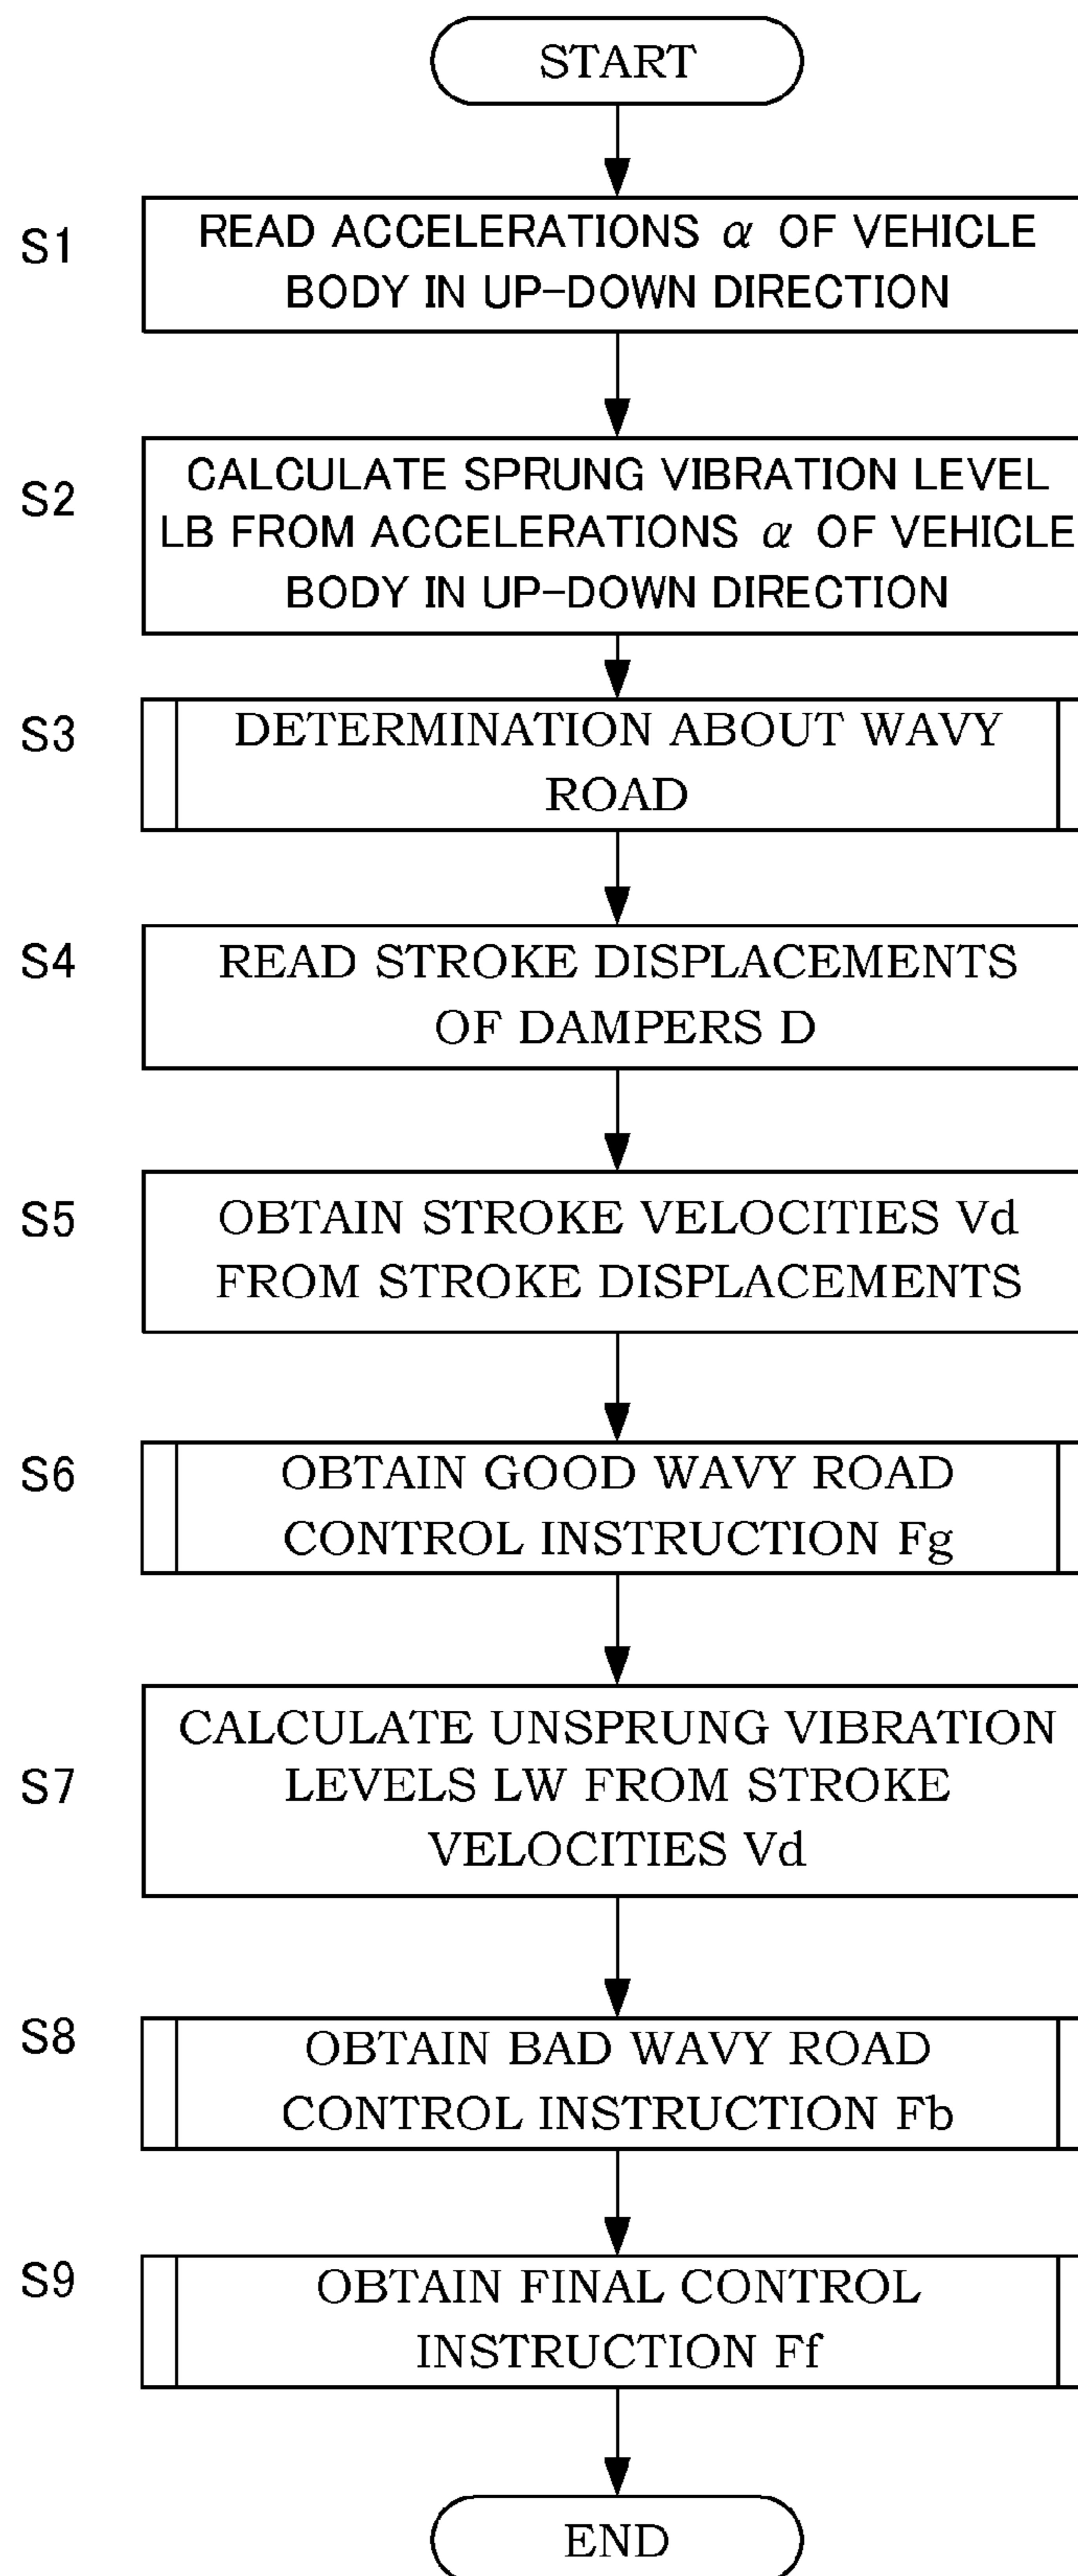 START
S1
READ ACCELERATIONS α OF VEHICLE
BODY IN UP-DOWN DIRECTION
S2
CALCULATE SPRUNG VIBRATION LEVEL
LB FROM ACCELERATIONS α OF VEHICLE
BODY IN UP-DOWN DIRECTION
S3
DETERMINATION ABOUT WAVY
ROAD
S4
READ STROKE DISPLACEMENTS
OF DAMPERS D
S5
OBTAIN STROKE VELOCITIES Vd
FROM STROKE DISPLACEMENTS
S6
OBTAIN GOOD WAVY ROAD
CONTROL INSTRUCTION Fg
S7
CALCULATE UNSPRUNG VIBRATION
LEVELS LW FROM STROKE
VELOCITIES Vd
S8
OBTAIN BAD WAVY ROAD
CONTROL INSTRUCTION Fb
S9
OBTAIN FINAL CONTROL
INSTRUCTION Ff
END